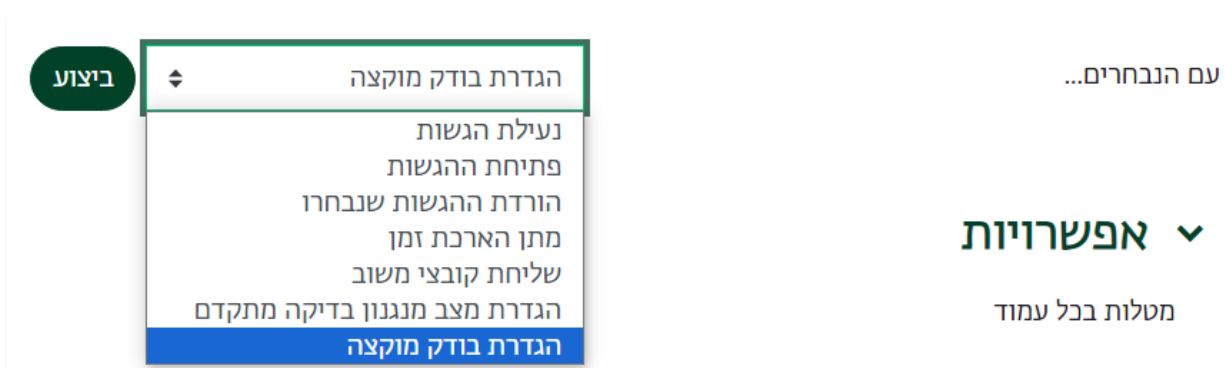 עם הנבחרים...
הגדרת בודק מוקצה
ביצוע
נעילת הגשות
פתיחת ההגשות
הורדת ההגשות שנבחרו
מתן הארכת זמן
שליחת קובצי משוב
הגדרת מצב מנגנון בדיקה מתקדם
הגדרת בודק מוקצה
אפשרויות
מטלות בכל עמוד